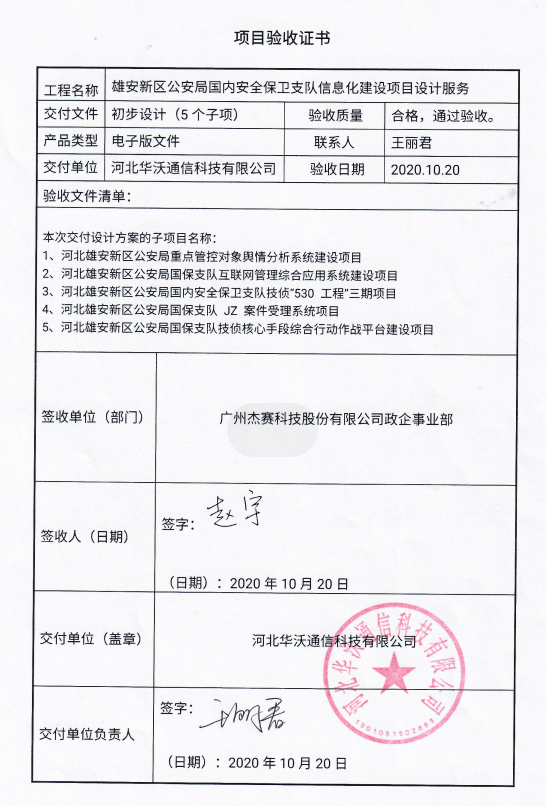 项目验收证书
工程名称 雄安新区公安局国内安全保卫支队信息化建设项目设计服务
交付文件 初步设计（5 个子项） 验收质量 合格，通过验收。
产品类型 电子版文件 联系人 王丽君
交付单位 河北华沃通信科技有限公司 验收日期 2020.10.20
验收文件清单：
本次交付设计方案的子项目名称：
1、河北雄安新区公安局重点管控对象舆情分析系统建设项目
2、河北雄安新区公安局国保支队互联网管理综合应用系统建设项目
3、河北雄安新区公安局国内安全保卫支队技侦“530 工程”三期项目
4、河北雄安新区公安局国保支队 JZ 案件受理系统项目
5、河北雄安新区公安局国保支队技侦核心手段综合行动作战平台建设项目
签收单位（部门） 广州杰赛科技股份有限公司政企事业部
签收人（日期） 签字：赵宇
（日期）：2020 年 10 月 20 日
交付单位（盖章） 河北华沃通信科技有限公司
河北华沃通信科技有限公司
1301051502883
交付单位负责人 签字：
（日期）：2020 年 10 月 20 日